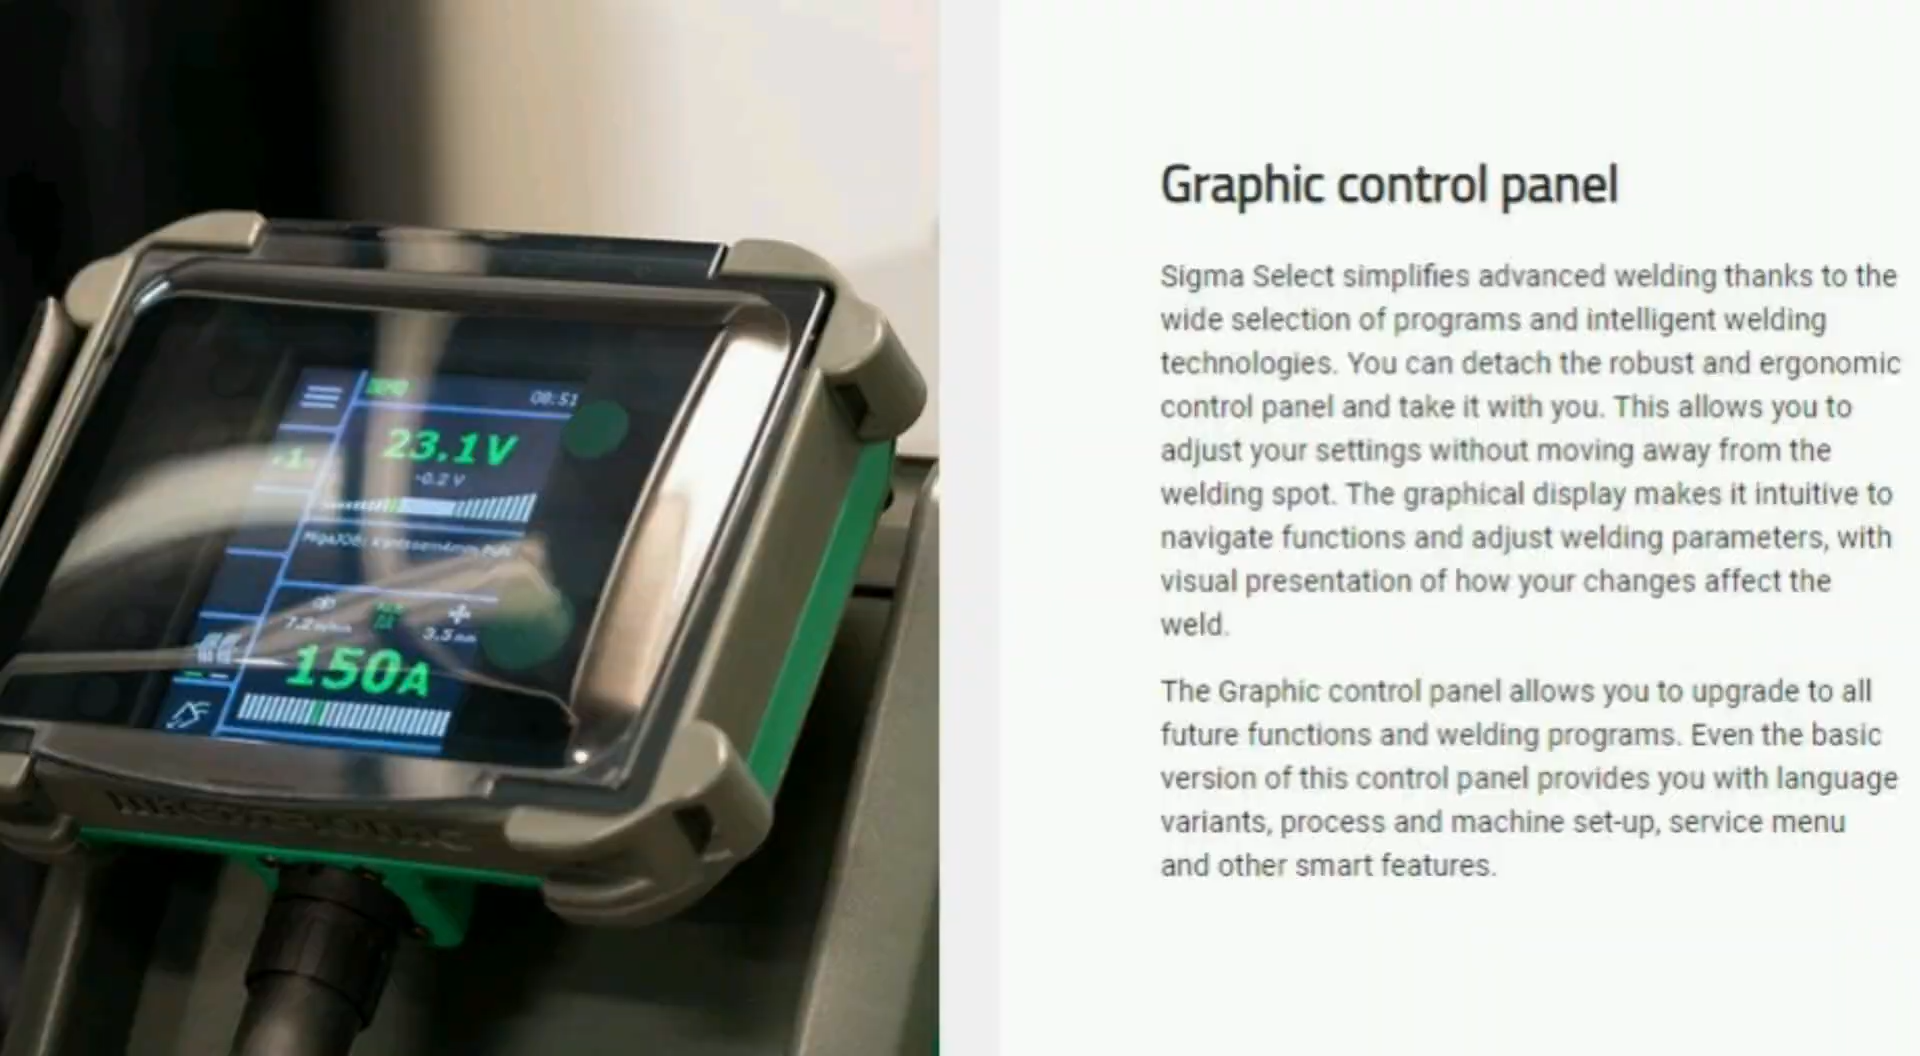 08:51
23.1V
-0.2 V
3.5
150A
Graphic control panel
Sigma Select simplifies advanced welding thanks to the
wide selection of programs and intelligent welding
technologies. You can detach the robust and ergonomic
control panel and take it with you. This allows you to
adjust your settings without moving away from the
welding spot. The graphical display makes it intuitive to
navigate functions and adjust welding parameters, with
visual presentation of how your changes affect the
weld.
The Graphic control panel allows you to upgrade to all
future functions and welding programs. Even the basic
version of this control panel provides you with language
variants, process and machine set-up, service menu
and other smart features.